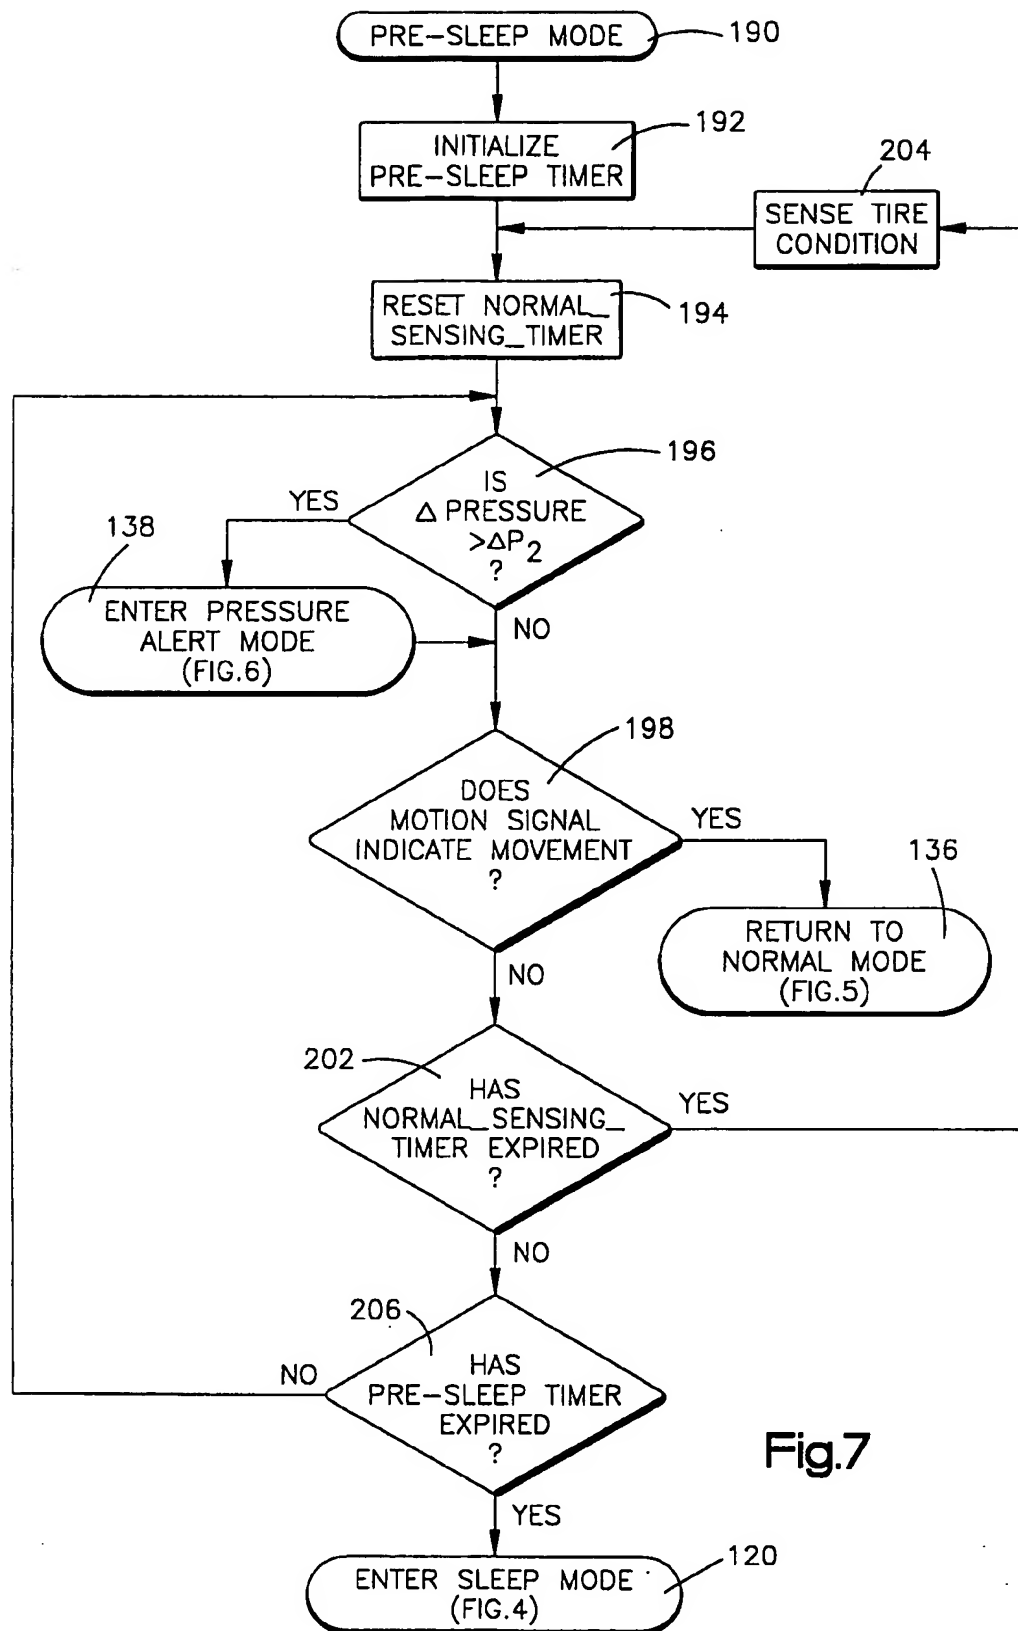 PRE-SLEEP MODE
190
INITIALIZE
PRE-SLEEP TIMER
192
204
SENSE TIRE
CONDITION
RESET NORMAL_
SENSING_TIMER
194
IS
Δ PRESSURE
>ΔP2
?
196
YES
138
ENTER PRESSURE
ALERT MODE
(FIG.6)
NO
198
DOES
MOTION SIGNAL
INDICATE MOVEMENT
?
YES
136
RETURN TO
NORMAL MODE
(FIG.5)
NO
202
HAS
NORMAL_SENSING_
TIMER EXPIRED
?
YES
NO
206
HAS
PRE-SLEEP TIMER
EXPIRED
?
NO
Fig.7
YES
ENTER SLEEP MODE
(FIG.4)
120